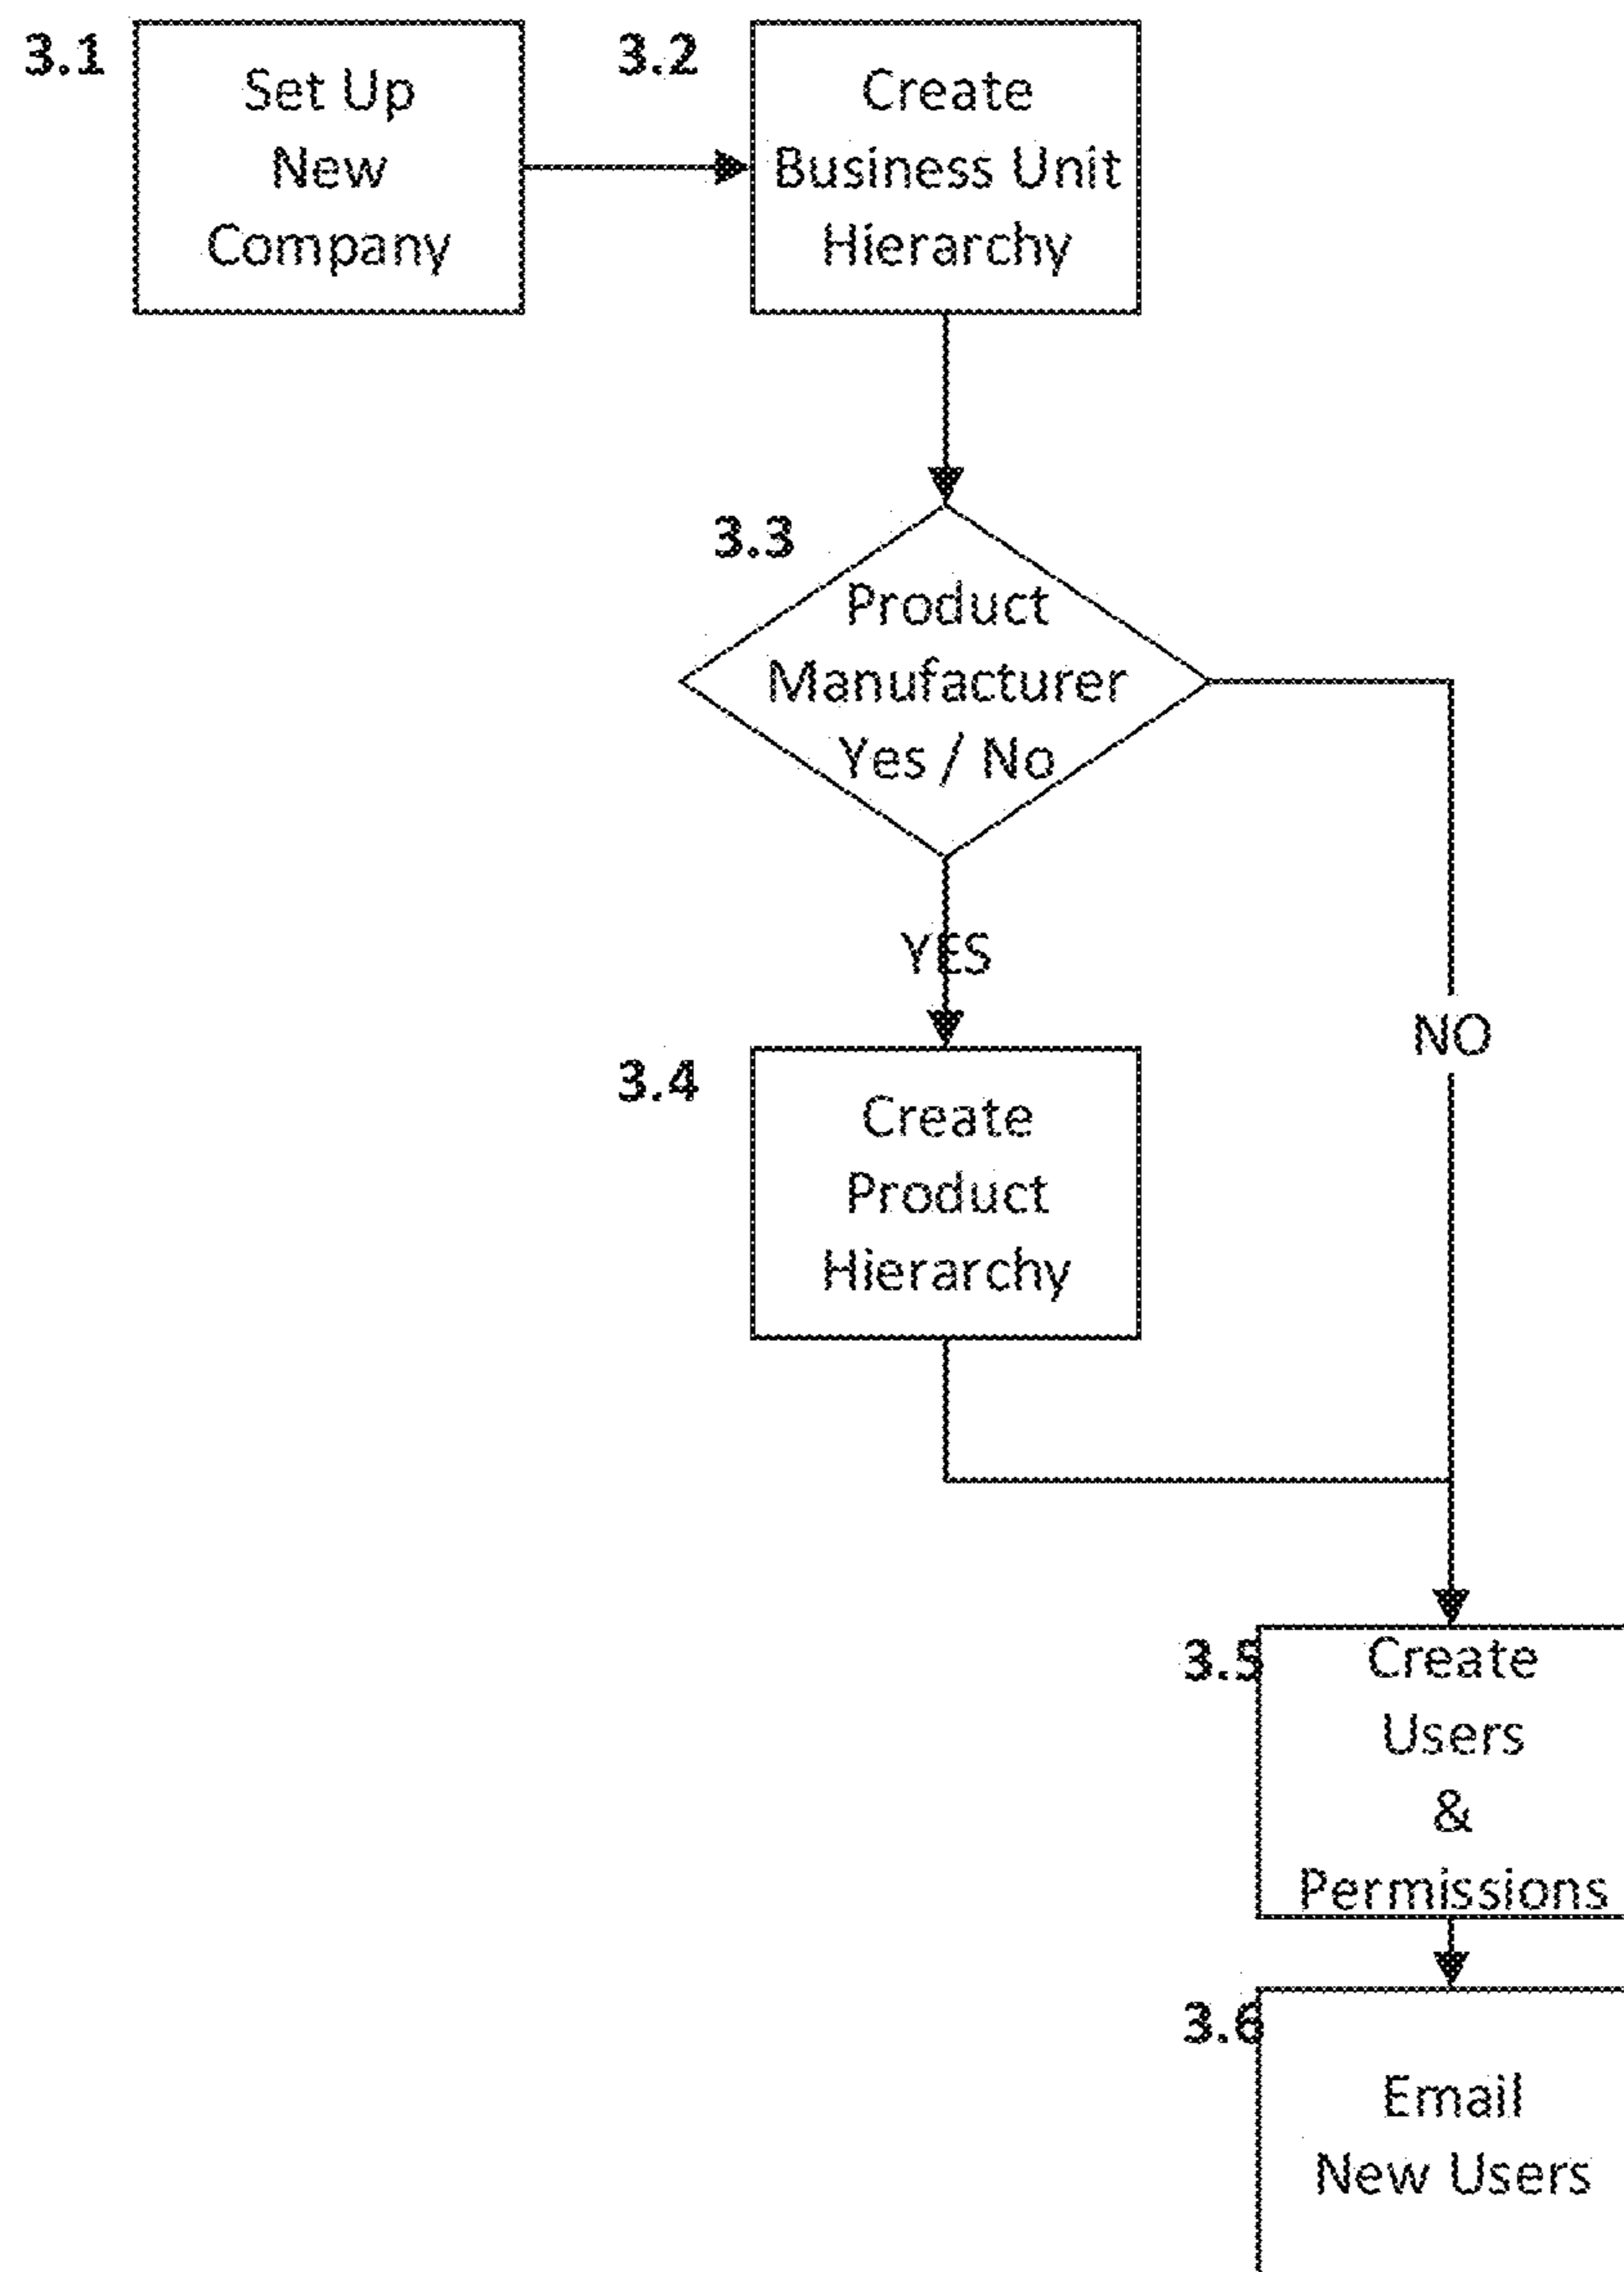 3.1
Set Up
New
Company
3.2
Create
Business Unit
Hierarchy
3.3
Product
Manufacturer
Yes / No
YES
NO
3.4
Create
Product
Hierarchy
3.5
Create
Users
&
Permissions
3.6
Email
New Users